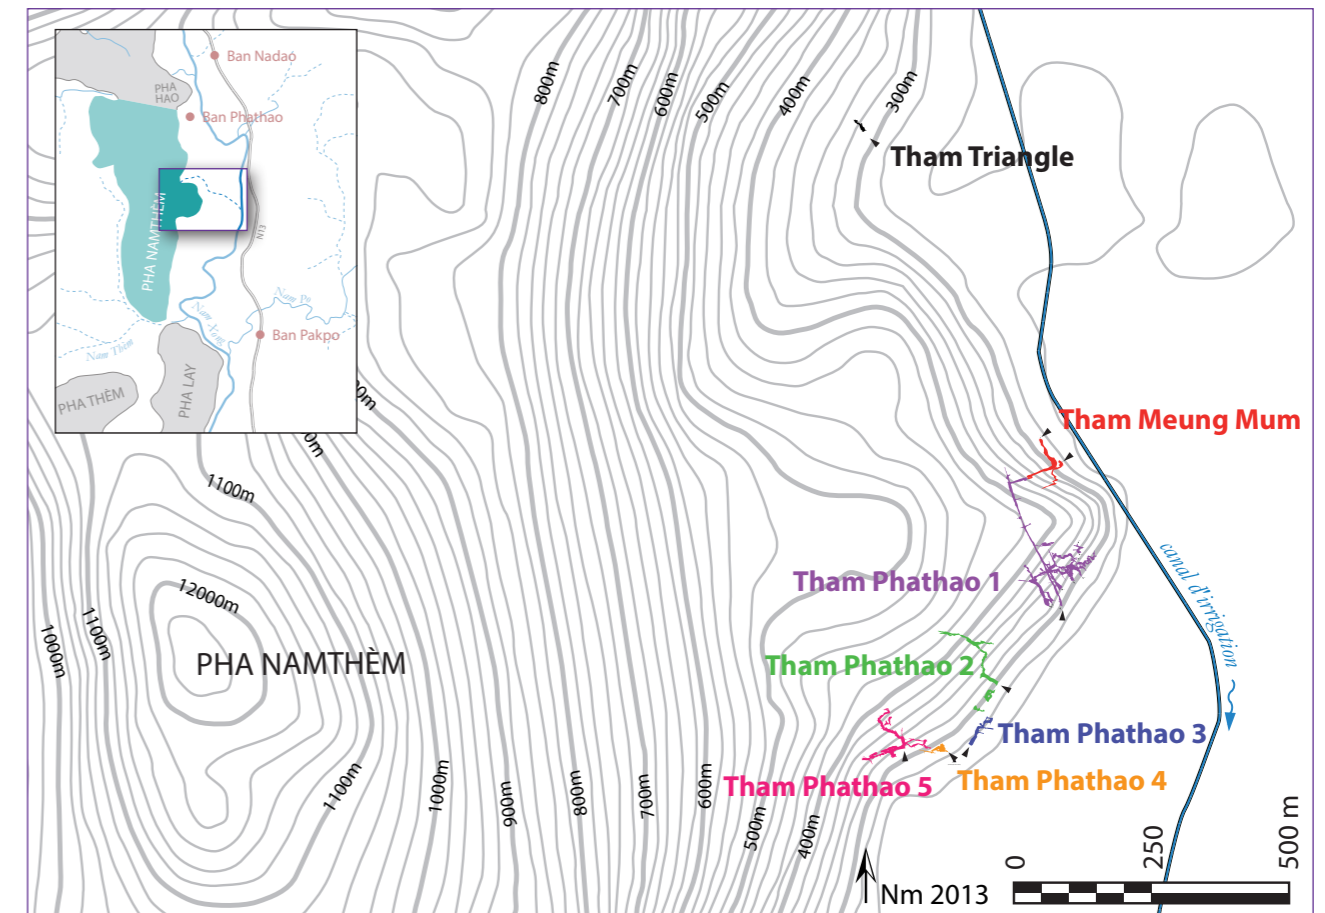 Ban Nadao
PHA
HAO
Ban Phathao
PHA NAMTHÈM
N13
Nam Po
Nam Xang
Ban Pakpo
Nam Thèm
PHA LAY
PHA THÈM
800m
700m
600m
500m
400m
300m
Tham Triangle
Tham Meung Mum
1100m
12000m
1100m
1000m
PHA NAMTHÈM
Tham Phathao 1
canal d'irrigation
Tham Phathao 2
Tham Phathao 3
Tham Phathao 4
Tham Phathao 5
1100m
1000m
900m
800m
700m
600m
500m
400m
Nm 2013
0
250
500 m